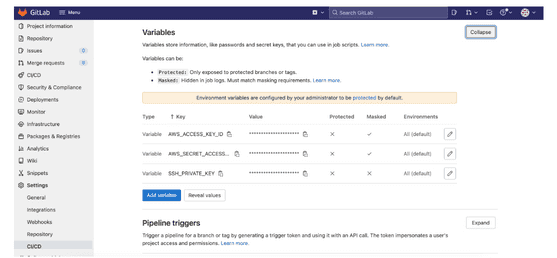 GitLab
Menu
Search GitLab
Project information
Repository
Issues 0
Merge requests 0
CI/CD
Security & Compliance
Deployments
Monitor
Infrastructure
Packages & Registries
Analytics
Wiki
Snippets
Settings
General
Integrations
Webhooks
Repository
CI/CD
Variables
Collapse
Variables store information, like passwords and secret keys, that you can use in job scripts. Learn more.
Variables can be:
• Protected: Only exposed to protected branches or tags.
• Masked: Hidden in job logs. Must match masking requirements. Learn more.
Environment variables are configured by your administrator to be protected by default.
Type ↑ Key Value Protected Masked Environments
Variable AWS_ACCESS_KEY_ID ******************** × ✓ All (default)
Variable AWS_SECRET_ACCESS... ******************** × ✓ All (default)
Variable SSH_PRIVATE_KEY ******************** × × All (default)
Add variable Reveal values
Pipeline triggers
Expand
Trigger a pipeline for a branch or tag by generating a trigger token and using it with an API call. The token impersonates a user's
project access and permissions. Learn more.